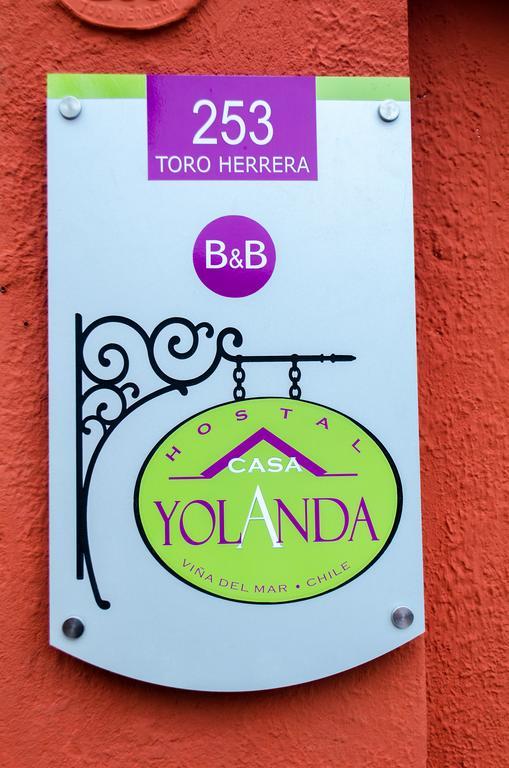 253
TORO HERRERA
B&B
HOSTAL
CASA
YOLANDA
VIÑA DEL MAR • CHILE